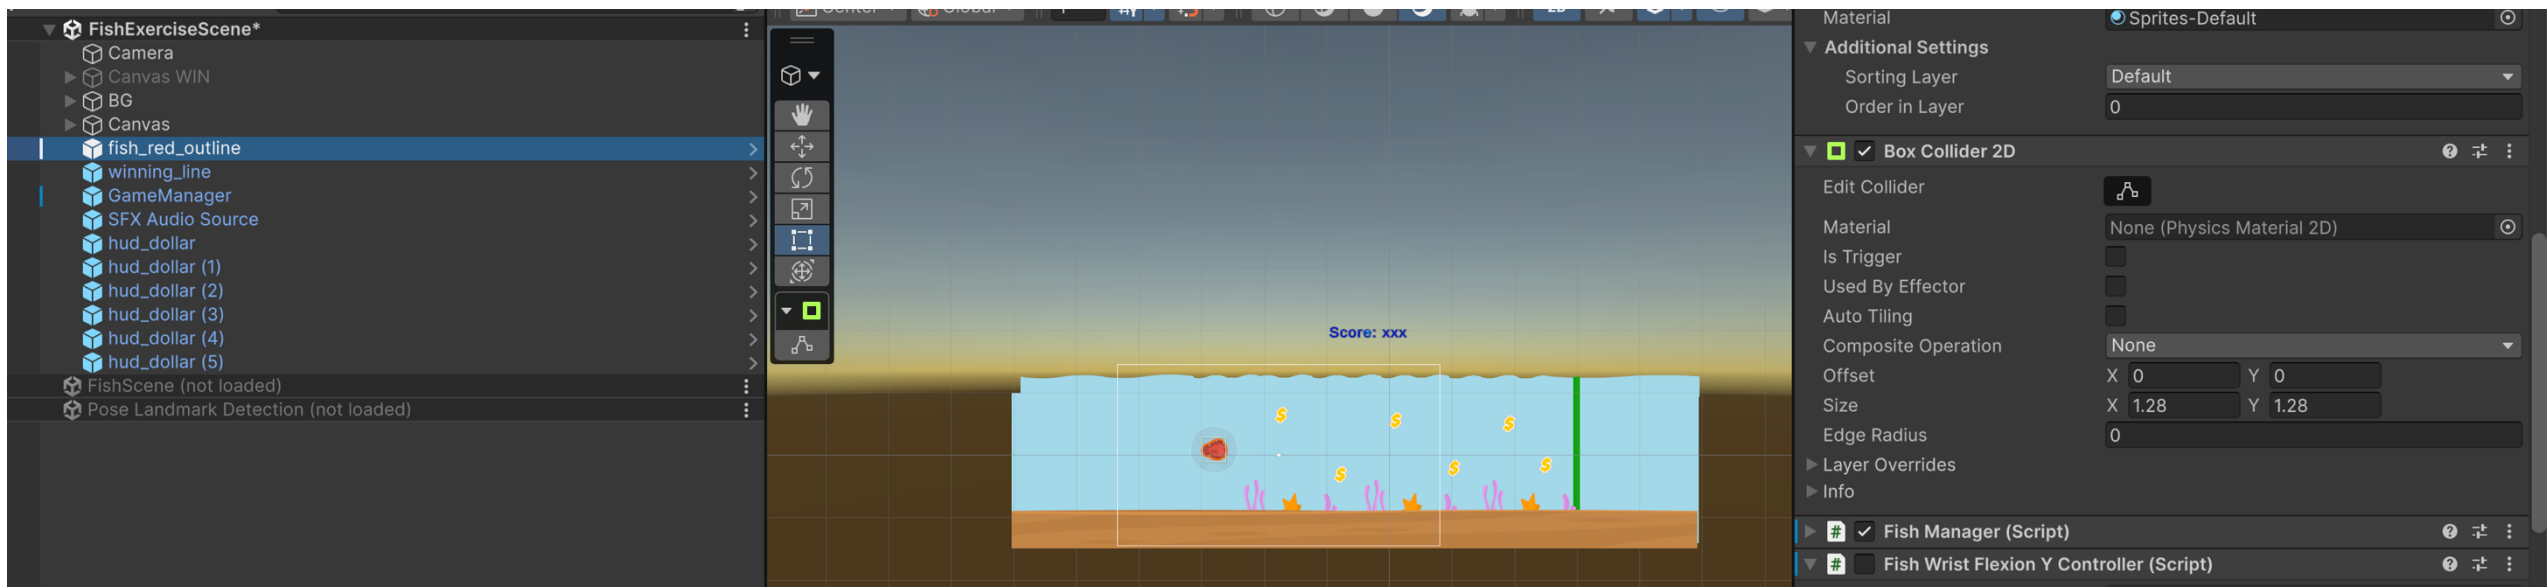 FishExerciseScene*
Camera
Canvas WIN
BG
Canvas
fish_red_outline
winning_line
GameManager
SFX Audio Source
hud_dollar
hud_dollar (1)
hud_dollar (2)
hud_dollar (3)
hud_dollar (4)
hud_dollar (5)
FishScene (not loaded)
Pose Landmark Detection (not loaded)
Center
Global
2D
Score: xxx
$ $ $
$ $ $
Material
Sprites-Default
Additional Settings
Sorting Layer
Default
Order in Layer
0
Box Collider 2D
Edit Collider
Material
None (Physics Material 2D)
Is Trigger
Used By Effector
Auto Tiling
Composite Operation
None
Offset
X 0 Y 0
Size
X 1.28 Y 1.28
Edge Radius
0
Layer Overrides
Info
# Fish Manager (Script)
# Fish Wrist Flexion Y Controller (Script)